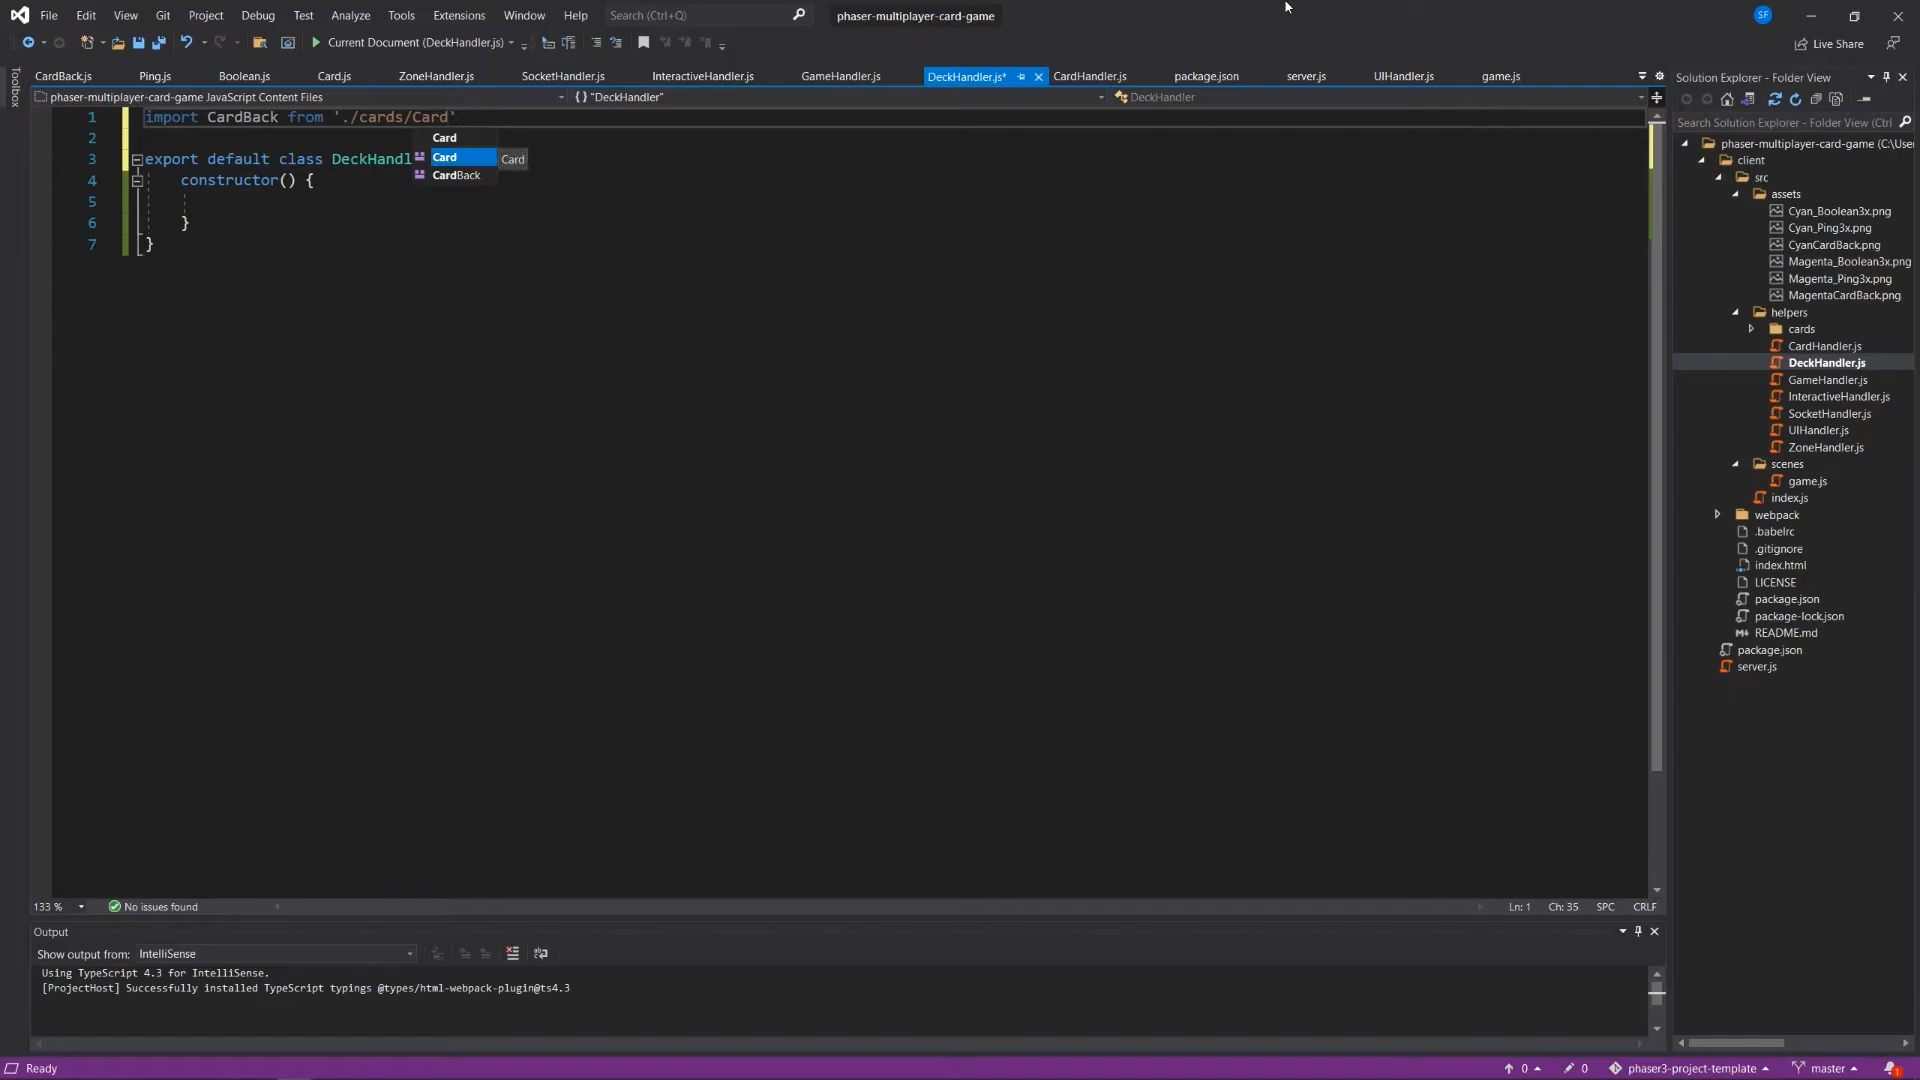 File Edit View Git Project Debug Test Analyze Tools Extensions Window Help Search (Ctrl+Q) phaser-multiplayer-card-game SF
Current Document (DeckHandler.js) Live Share
CardBack.js Ping.js Boolean.js Card.js ZoneHandler.js SocketHandler.js InteractiveHandler.js GameHandler.js DeckHandler.js* CardHandler.js package.json server.js UIHandler.js game.js
phaser-multiplayer-card-game JavaScript Content Files {} "DeckHandler" DeckHandler
1 import CardBack from './cards/Card'
2
3 export default class DeckHandl
4 constructor() {
5
6 }
7 }
Card
Card Card
CardBack
133 % No issues found Ln: 1 Ch: 35 SPC CRLF
Output
Show output from: IntelliSense
Using TypeScript 4.3 for IntelliSense.
[ProjectHost] Successfully installed TypeScript typings @types/html-webpack-plugin@ts4.3
Toolbox
Solution Explorer - Folder View
Search Solution Explorer - Folder View (Ctrl
phaser-multiplayer-card-game (C:\User
client
src
assets
Cyan_Boolean3x.png
Cyan_Ping3x.png
CyanCardBack.png
Magenta_Boolean3x.png
Magenta_Ping3x.png
MagentaCardBack.png
helpers
cards
CardHandler.js
DeckHandler.js
GameHandler.js
InteractiveHandler.js
SocketHandler.js
UIHandler.js
ZoneHandler.js
scenes
game.js
index.js
webpack
.babelrc
.gitignore
index.html
LICENSE
package.json
package-lock.json
README.md
package.json
server.js
Ready 0 0 phaser3-project-template master 1